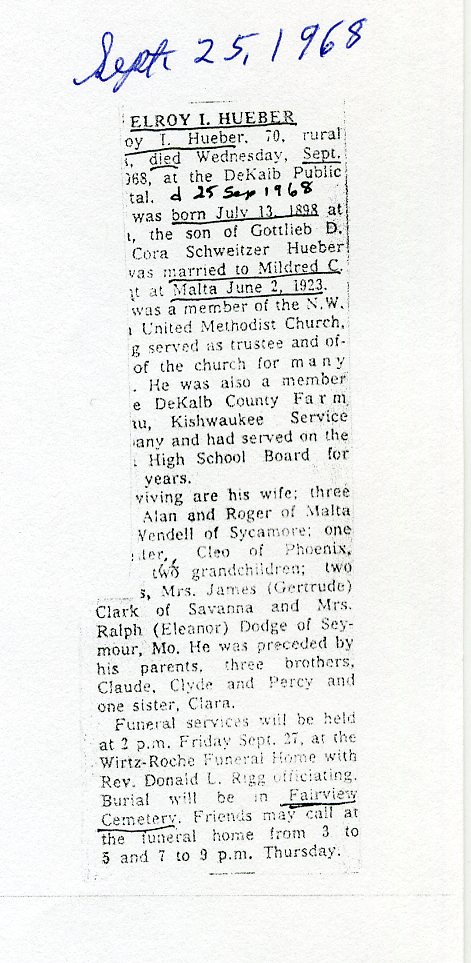 Sept. 25, 1968
ELROY I. HUEBER
oy I. Hueber, 70, rural
, died Wednesday, Sept.
968, at the DeKalb Public
tal. d 25 Sep 1968
was born July 13, 1898 at
, the son of Gottlieb D.
Cora Schweitzer Hueber
was married to Mildred C.
t at Malta June 2, 1923.
was a member of the N.W.
United Methodist Church,
g served as trustee and of-
of the church for many
. He was also a member
e DeKalb County Farm
au, Kishwaukee Service
any and had served on the
High School Board for
years.
viving are his wife; three
Alan and Roger of Malta
Wendell of Sycamore; one
ter, Cleo of Phoenix,
two grandchildren; two
s, Mrs. James (Gertrude)
Clark of Savanna and Mrs.
Ralph (Eleanor) Dodge of Sey-
mour, Mo. He was preceded by
his parents, three brothers,
Claude, Clyde and Percy and
one sister, Clara.
Funeral services will be held
at 2 p.m. Friday Sept. 27, at the
Wirtz-Roche Funeral Home with
Rev. Donald L. Rigg officiating.
Burial will be in Fairview
Cemetery. Friends may call at
the funeral home from 3 to
5 and 7 to 9 p.m. Thursday.